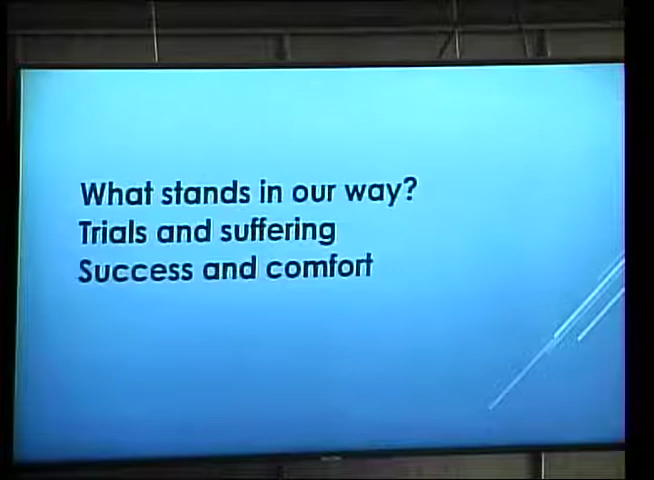 What stands in our way?
Trials and suffering
Success and comfort